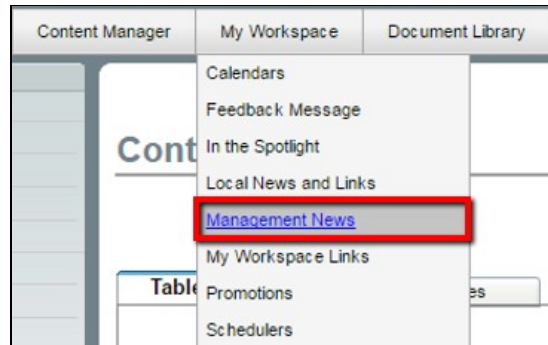 Content Manager My Workspace Document Library
Calendars
Feedback Message
Cont In the Spotlight
Local News and Links
Management News
My Workspace Links
Table Promotions es
Schedulers